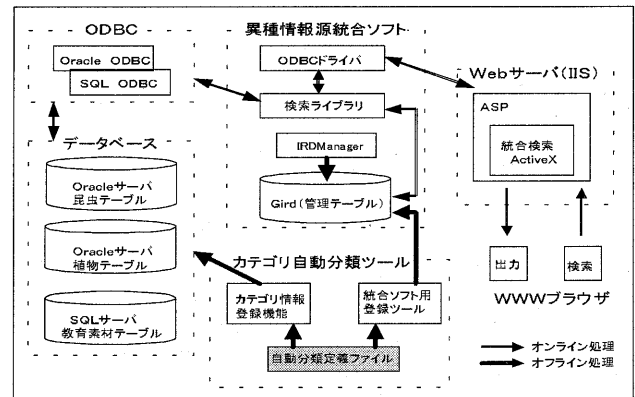 ODBC
Oracle ODBC
SQL ODBC
データベース
Oracleサーバ
昆虫テーブル
Oracleサーバ
植物テーブル
SQLサーバ
教育素材テーブル
異種情報源統合ソフト
ODBCドライバ
検索ライブラリ
IRDManager
Gird(管理テーブル)
カテゴリ自動分類ツール
カテゴリ情報
登録機能
統合ソフト用
登録ツール
自動分類定義ファイル
Webサーバ(IIS)
ASP
統合検索
ActiveX
出力
検索
WWWブラウザ
オンライン処理
オフライン処理